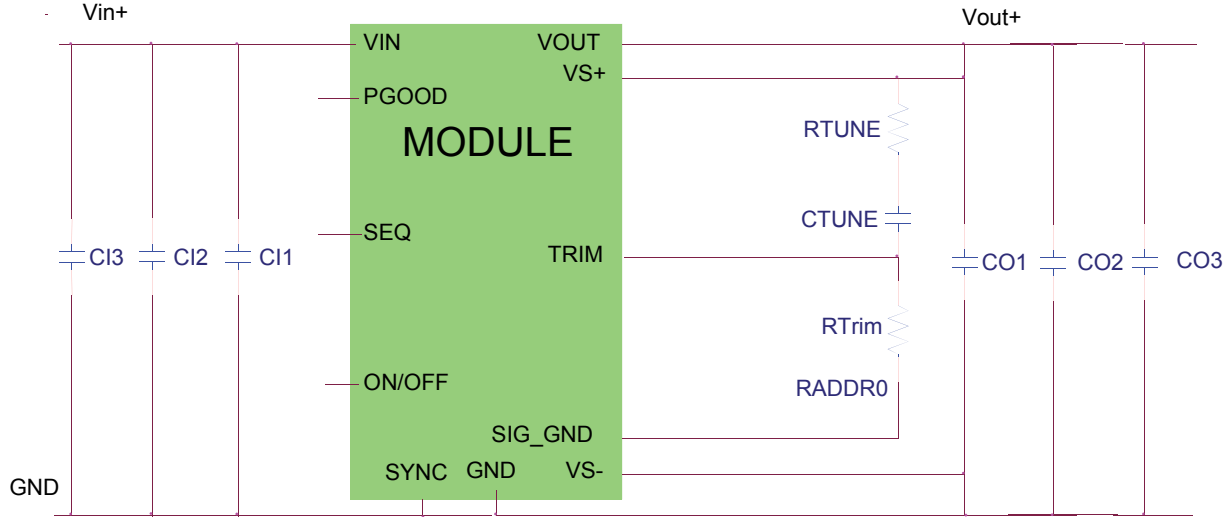 Vin+
Vout+
VIN
VOUT
VS+
PGOOD
RTUNE
MODULE
CTUNE
SEQ
TRIM
CI3
CI2
CI1
CO1
CO2
CO3
RTrim
ON/OFF
RADDR0
SIG_GND
SYNC
GND
VS-
GND